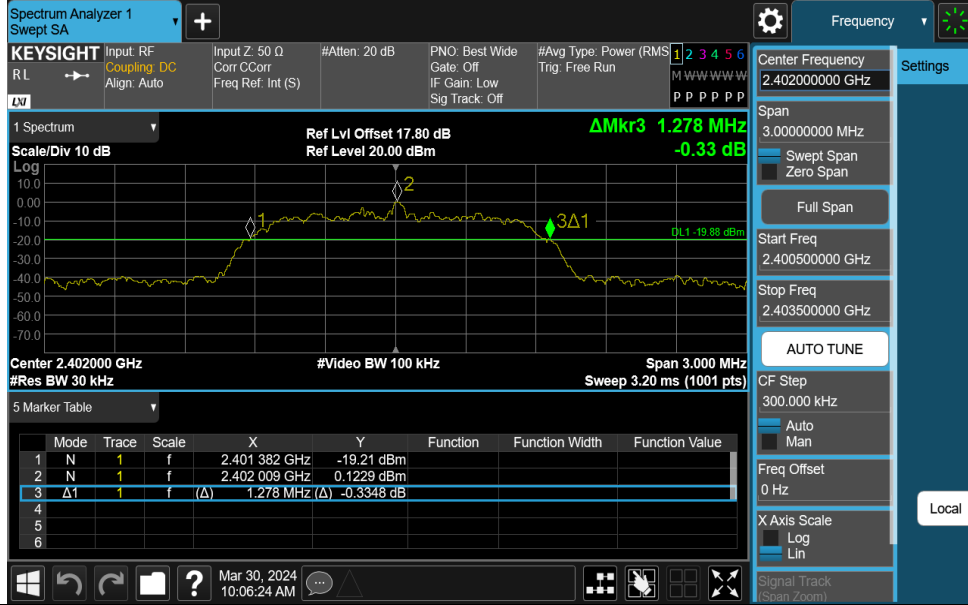 Spectrum Analyzer 1
Swept SA
+
Frequency
KEYSIGHT
RL
LXI
Input: RF
Coupling: DC
Align: Auto
Input Z: 50 Ω
Corr CCorr
Freq Ref: Int (S)
#Atten: 20 dB
PNO: Best Wide
Gate: Off
IF Gain: Low
Sig Track: Off
#Avg Type: Power (RMS
Trig: Free Run
1 2 3 4 5 6
M W W W W W
P P P P P P
1 Spectrum
Scale/Div 10 dB
Ref Lvl Offset 17.80 dB
Ref Level 20.00 dBm
ΔMkr3 1.278 MHz
-0.33 dB
Log
10.0
0.00
-10.0
-20.0
-30.0
-40.0
-50.0
-60.0
-70.0
1
2
3Δ1
DL1 -19.88 dBm
Center 2.402000 GHz
#Video BW 100 kHz
Span 3.000 MHz
#Res BW 30 kHz
Sweep 3.20 ms (1001 pts)
5 Marker Table
Mode Trace Scale X Y Function Function Width Function Value
1 N 1 f 2.401 382 GHz -19.21 dBm
2 N 1 f 2.402 009 GHz 0.1229 dBm
3 Δ1 1 f (Δ) 1.278 MHz (Δ) -0.3348 dB
4
5
6
?
Mar 30, 2024
10:06:24 AM
Center Frequency
2.402000000 GHz
Span
3.00000000 MHz
Swept Span
Zero Span
Full Span
Start Freq
2.400500000 GHz
Stop Freq
2.403500000 GHz
AUTO TUNE
CF Step
300.000 kHz
Auto
Man
Freq Offset
0 Hz
X Axis Scale
Log
Lin
Signal Track
(Span Zoom)
Settings
Local